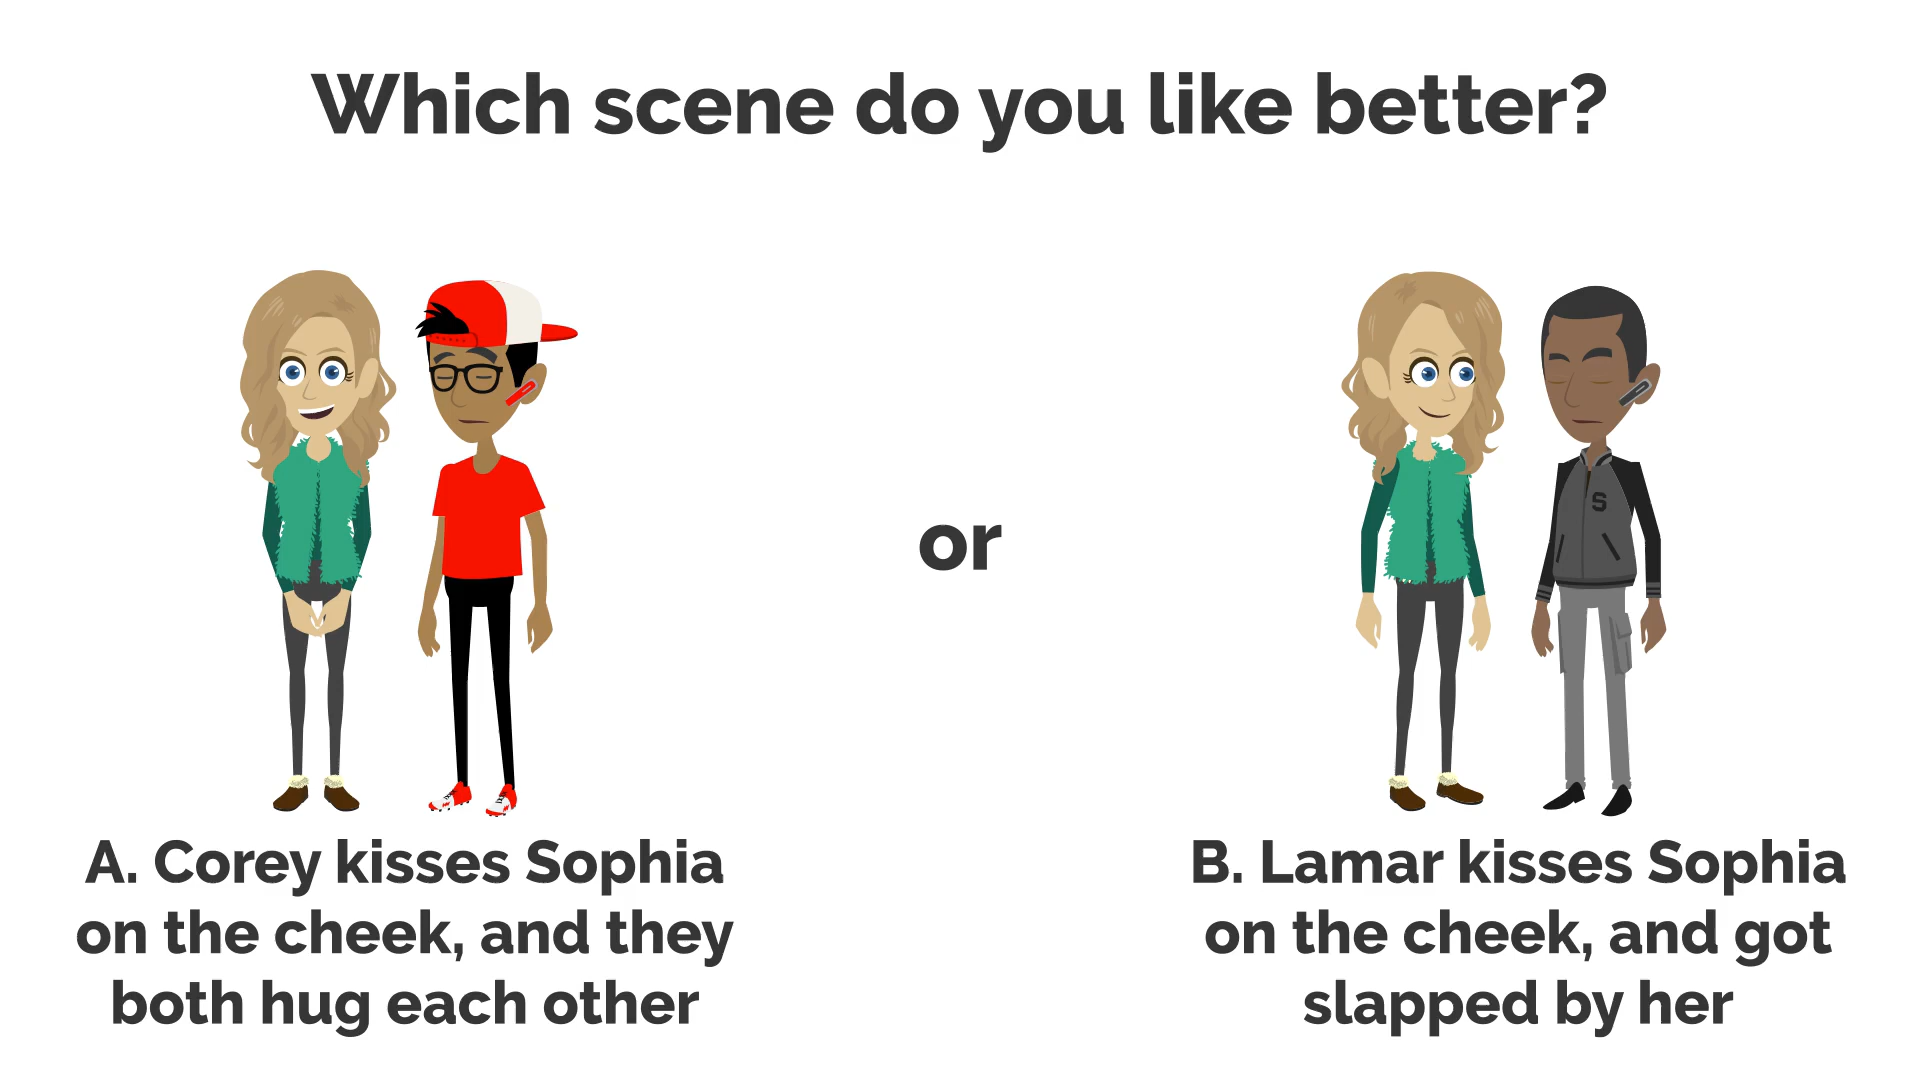 Which scene do you like better?
S
or
A. Corey kisses Sophia
on the cheek, and they
both hug each other
B. Lamar kisses Sophia
on the cheek, and got
slapped by her